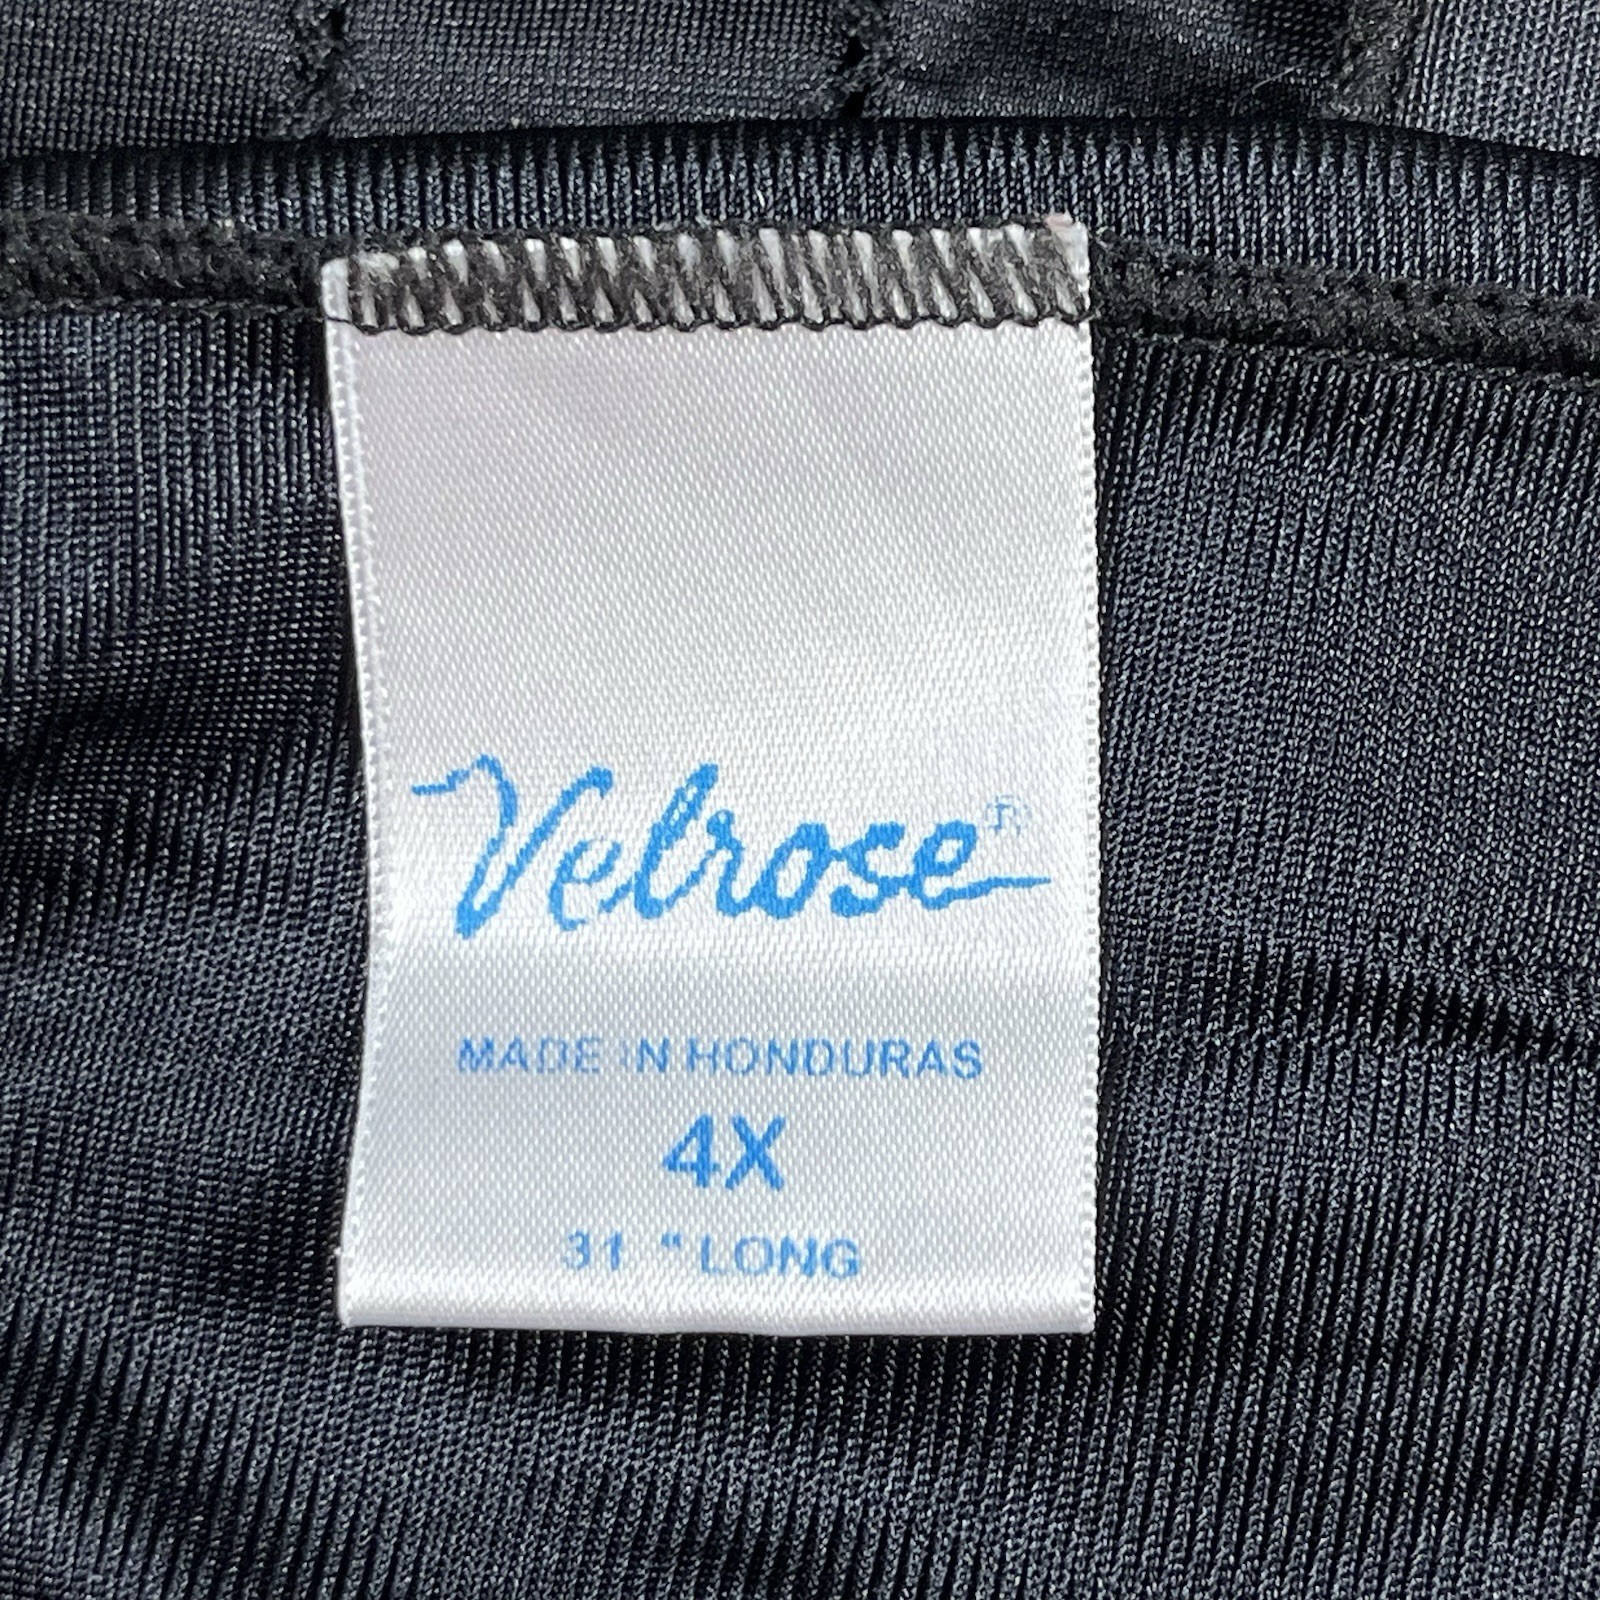 Velrose®
MADE IN HONDURAS
4X
31 " LONG